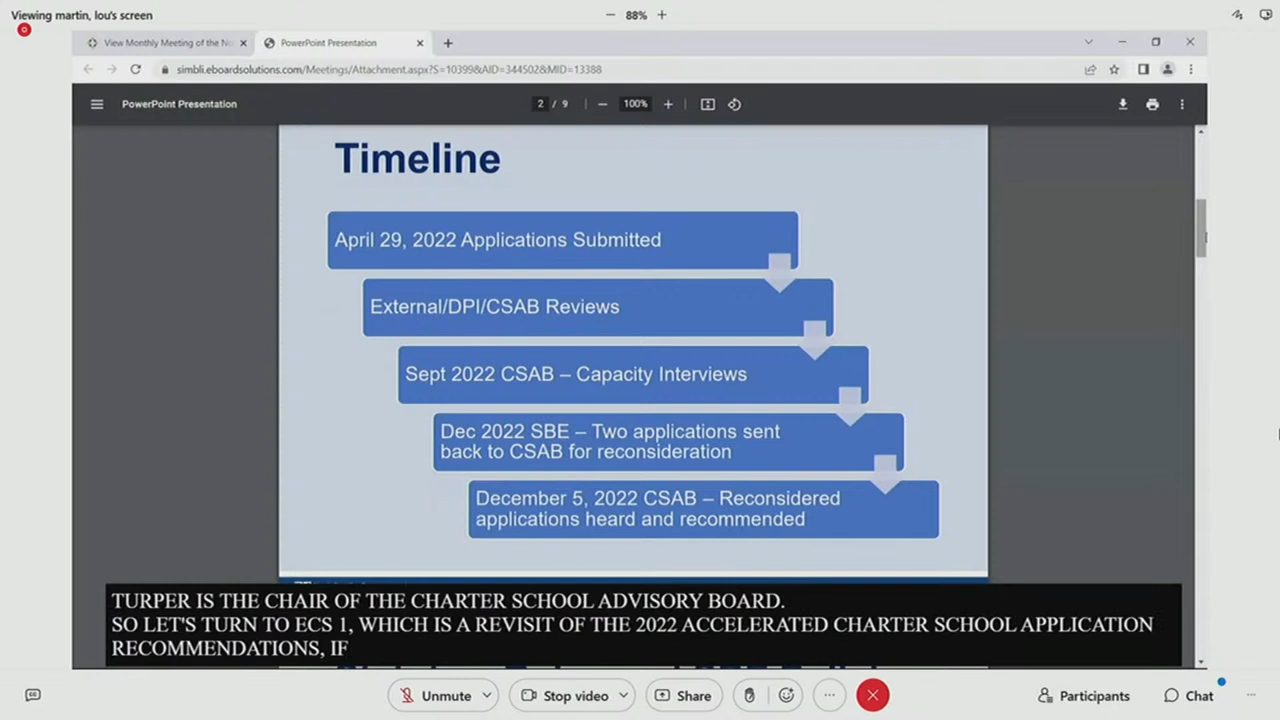 Viewing martin, lou's screen
88%
View Monthly Meeting of the No
PowerPoint Presentation
simbli.eboardsolutions.com/Meetings/Attachment.aspx?S=10399&AID=344502&MID=13388
PowerPoint Presentation
2 / 9
100%
Timeline
April 29, 2022 Applications Submitted
External/DPI/CSAB Reviews
Sept 2022 CSAB – Capacity Interviews
Dec 2022 SBE – Two applications sent
back to CSAB for reconsideration
December 5, 2022 CSAB – Reconsidered
applications heard and recommended
TURPER IS THE CHAIR OF THE CHARTER SCHOOL ADVISORY BOARD.
SO LET'S TURN TO ECS 1, WHICH IS A REVISIT OF THE 2022 ACCELERATED CHARTER SCHOOL APPLICATION
RECOMMENDATIONS, IF
Unmute
Stop video
Share
Participants
Chat